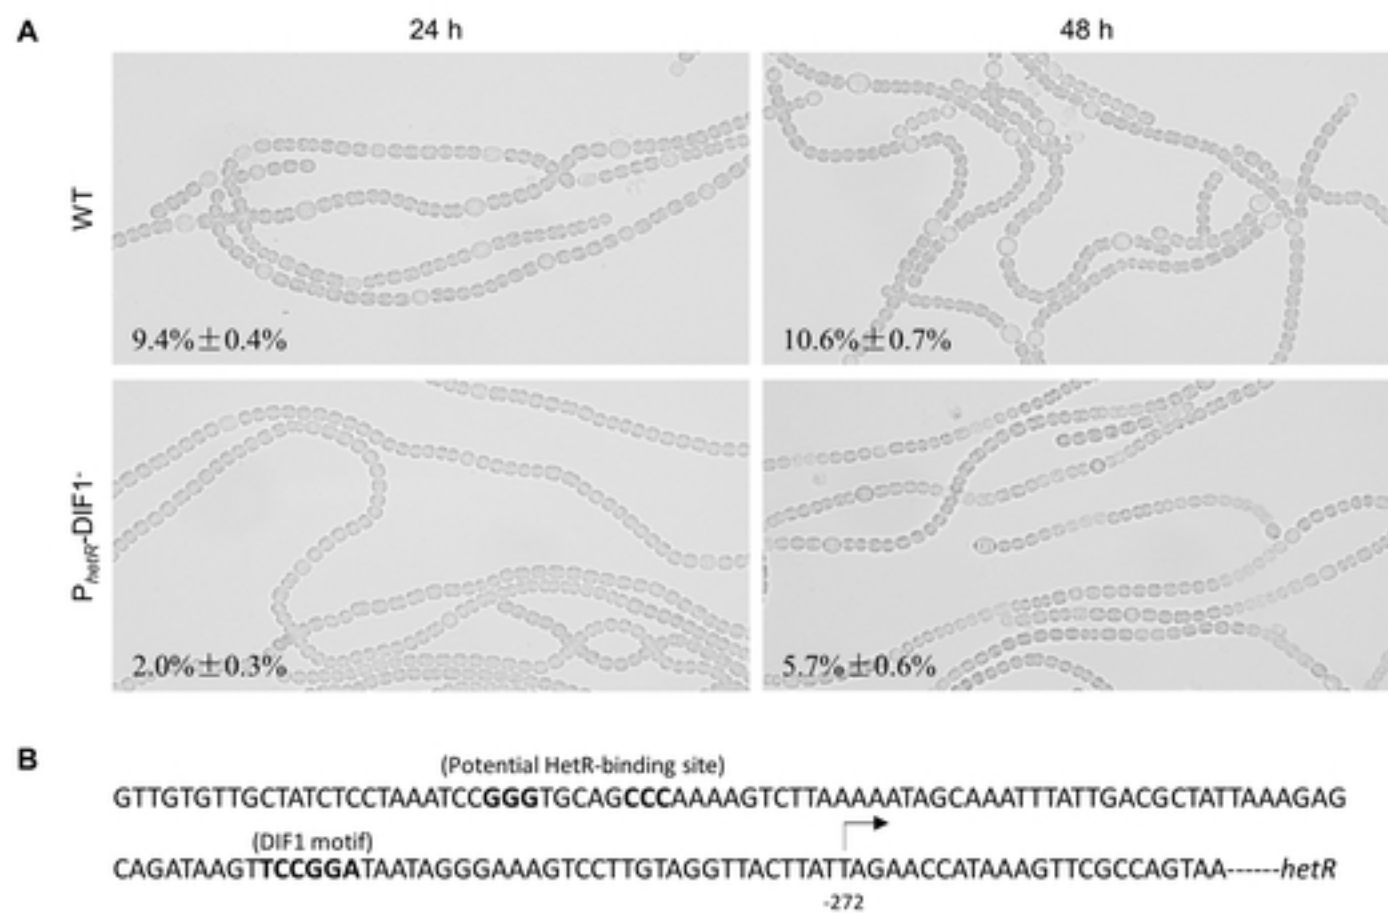 A
24 h
48 h
WT
9.4%±0.4%
10.6%±0.7%
PhetR-DIF1-
2.0%±0.3%
5.7%±0.6%
B
(Potential HetR-binding site)
GTTGTGTTGCTATCTCCTAAATCCGGGTGCAGCCCAAAAGTCTTAAAAATAGCAAATTTATTGACGCTATTAAAGAG
(DIF1 motif)
CAGATAAGTTCCGGATAATAGGGAAAGTCCTTGTAGGTTACTTATTAGAACCATAAAGTTCGCCAGTAA------hetR
-272